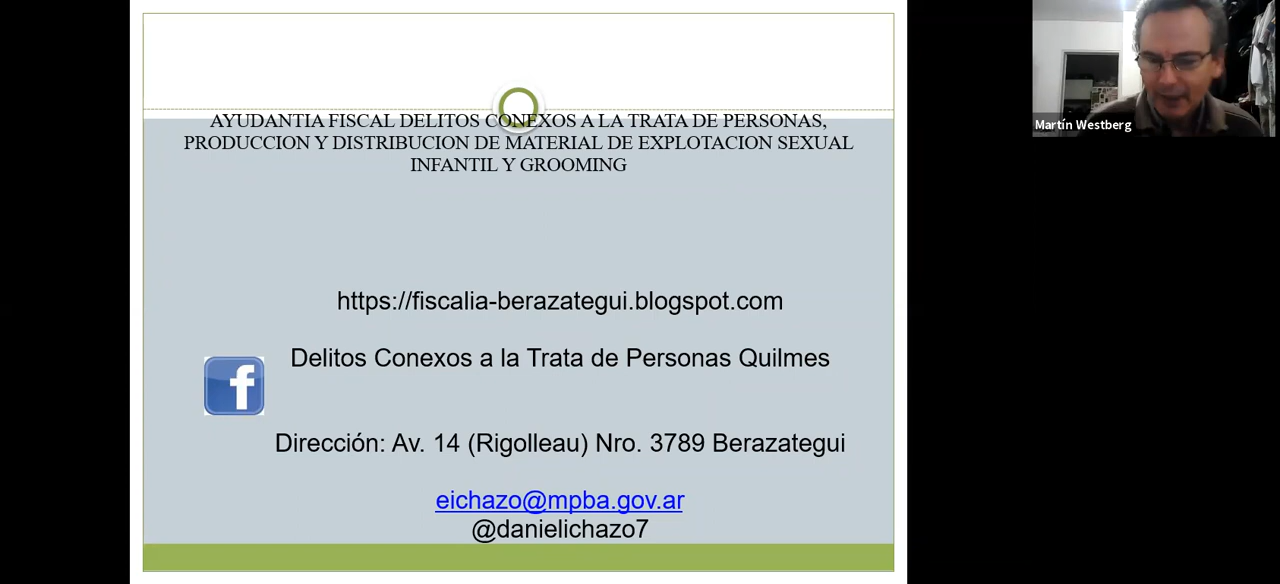 AYUDANTIA FISCAL DELITOS CONEXOS A LA TRATA DE PERSONAS,
PRODUCCION Y DISTRIBUCION DE MATERIAL DE EXPLOTACION SEXUAL
INFANTIL Y GROOMING
https://fiscalia-berazategui.blogspot.com
Delitos Conexos a la Trata de Personas Quilmes
f
Dirección: Av. 14 (Rigolleau) Nro. 3789 Berazategui
eichazo@mpba.gov.ar
@danielichazo7
Martín Westberg